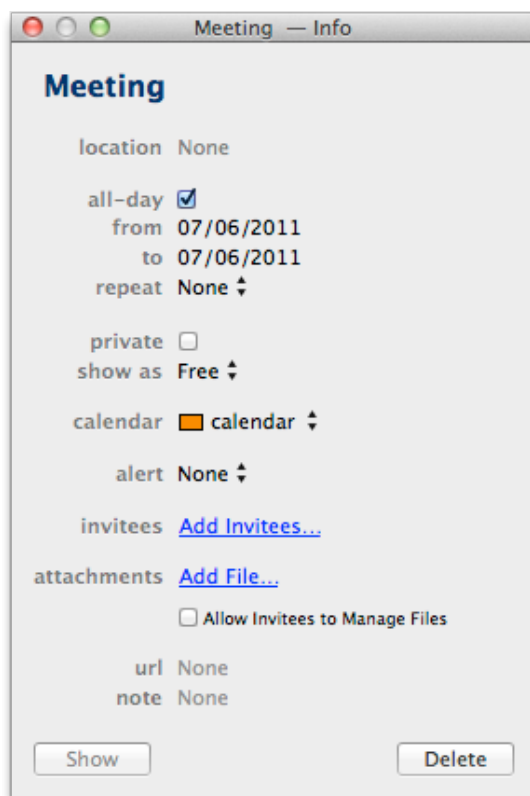 Meeting — Info
Meeting
location None
all-day
from 07/06/2011
to 07/06/2011
repeat None
private
show as Free
calendar calendar
alert None
invitees Add Invitees...
attachments Add File...
Allow Invitees to Manage Files
url None
note None
Show Delete